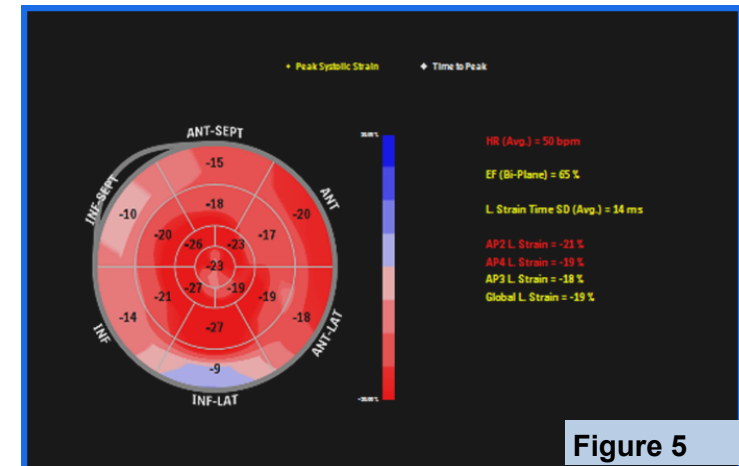 Peak Systolic Strain
Time to Peak
ANT-SEPT
INF-SEPT
ANT
INF
ANT-LAT
INF-LAT
-15
-10
-20
-18
-20
-17
-26
-23
-23
-21
-27
-19
-19
-14
-18
-27
-9
HR (Avg.) = 50 bpm
EF (Bi-Plane) = 65 %
L. Strain Time SD (Avg.) = 14 ms
AP2 L. Strain = -21 %
AP4 L. Strain = -19 %
AP3 L. Strain = -18 %
Global L. Strain = -19 %
Figure 5